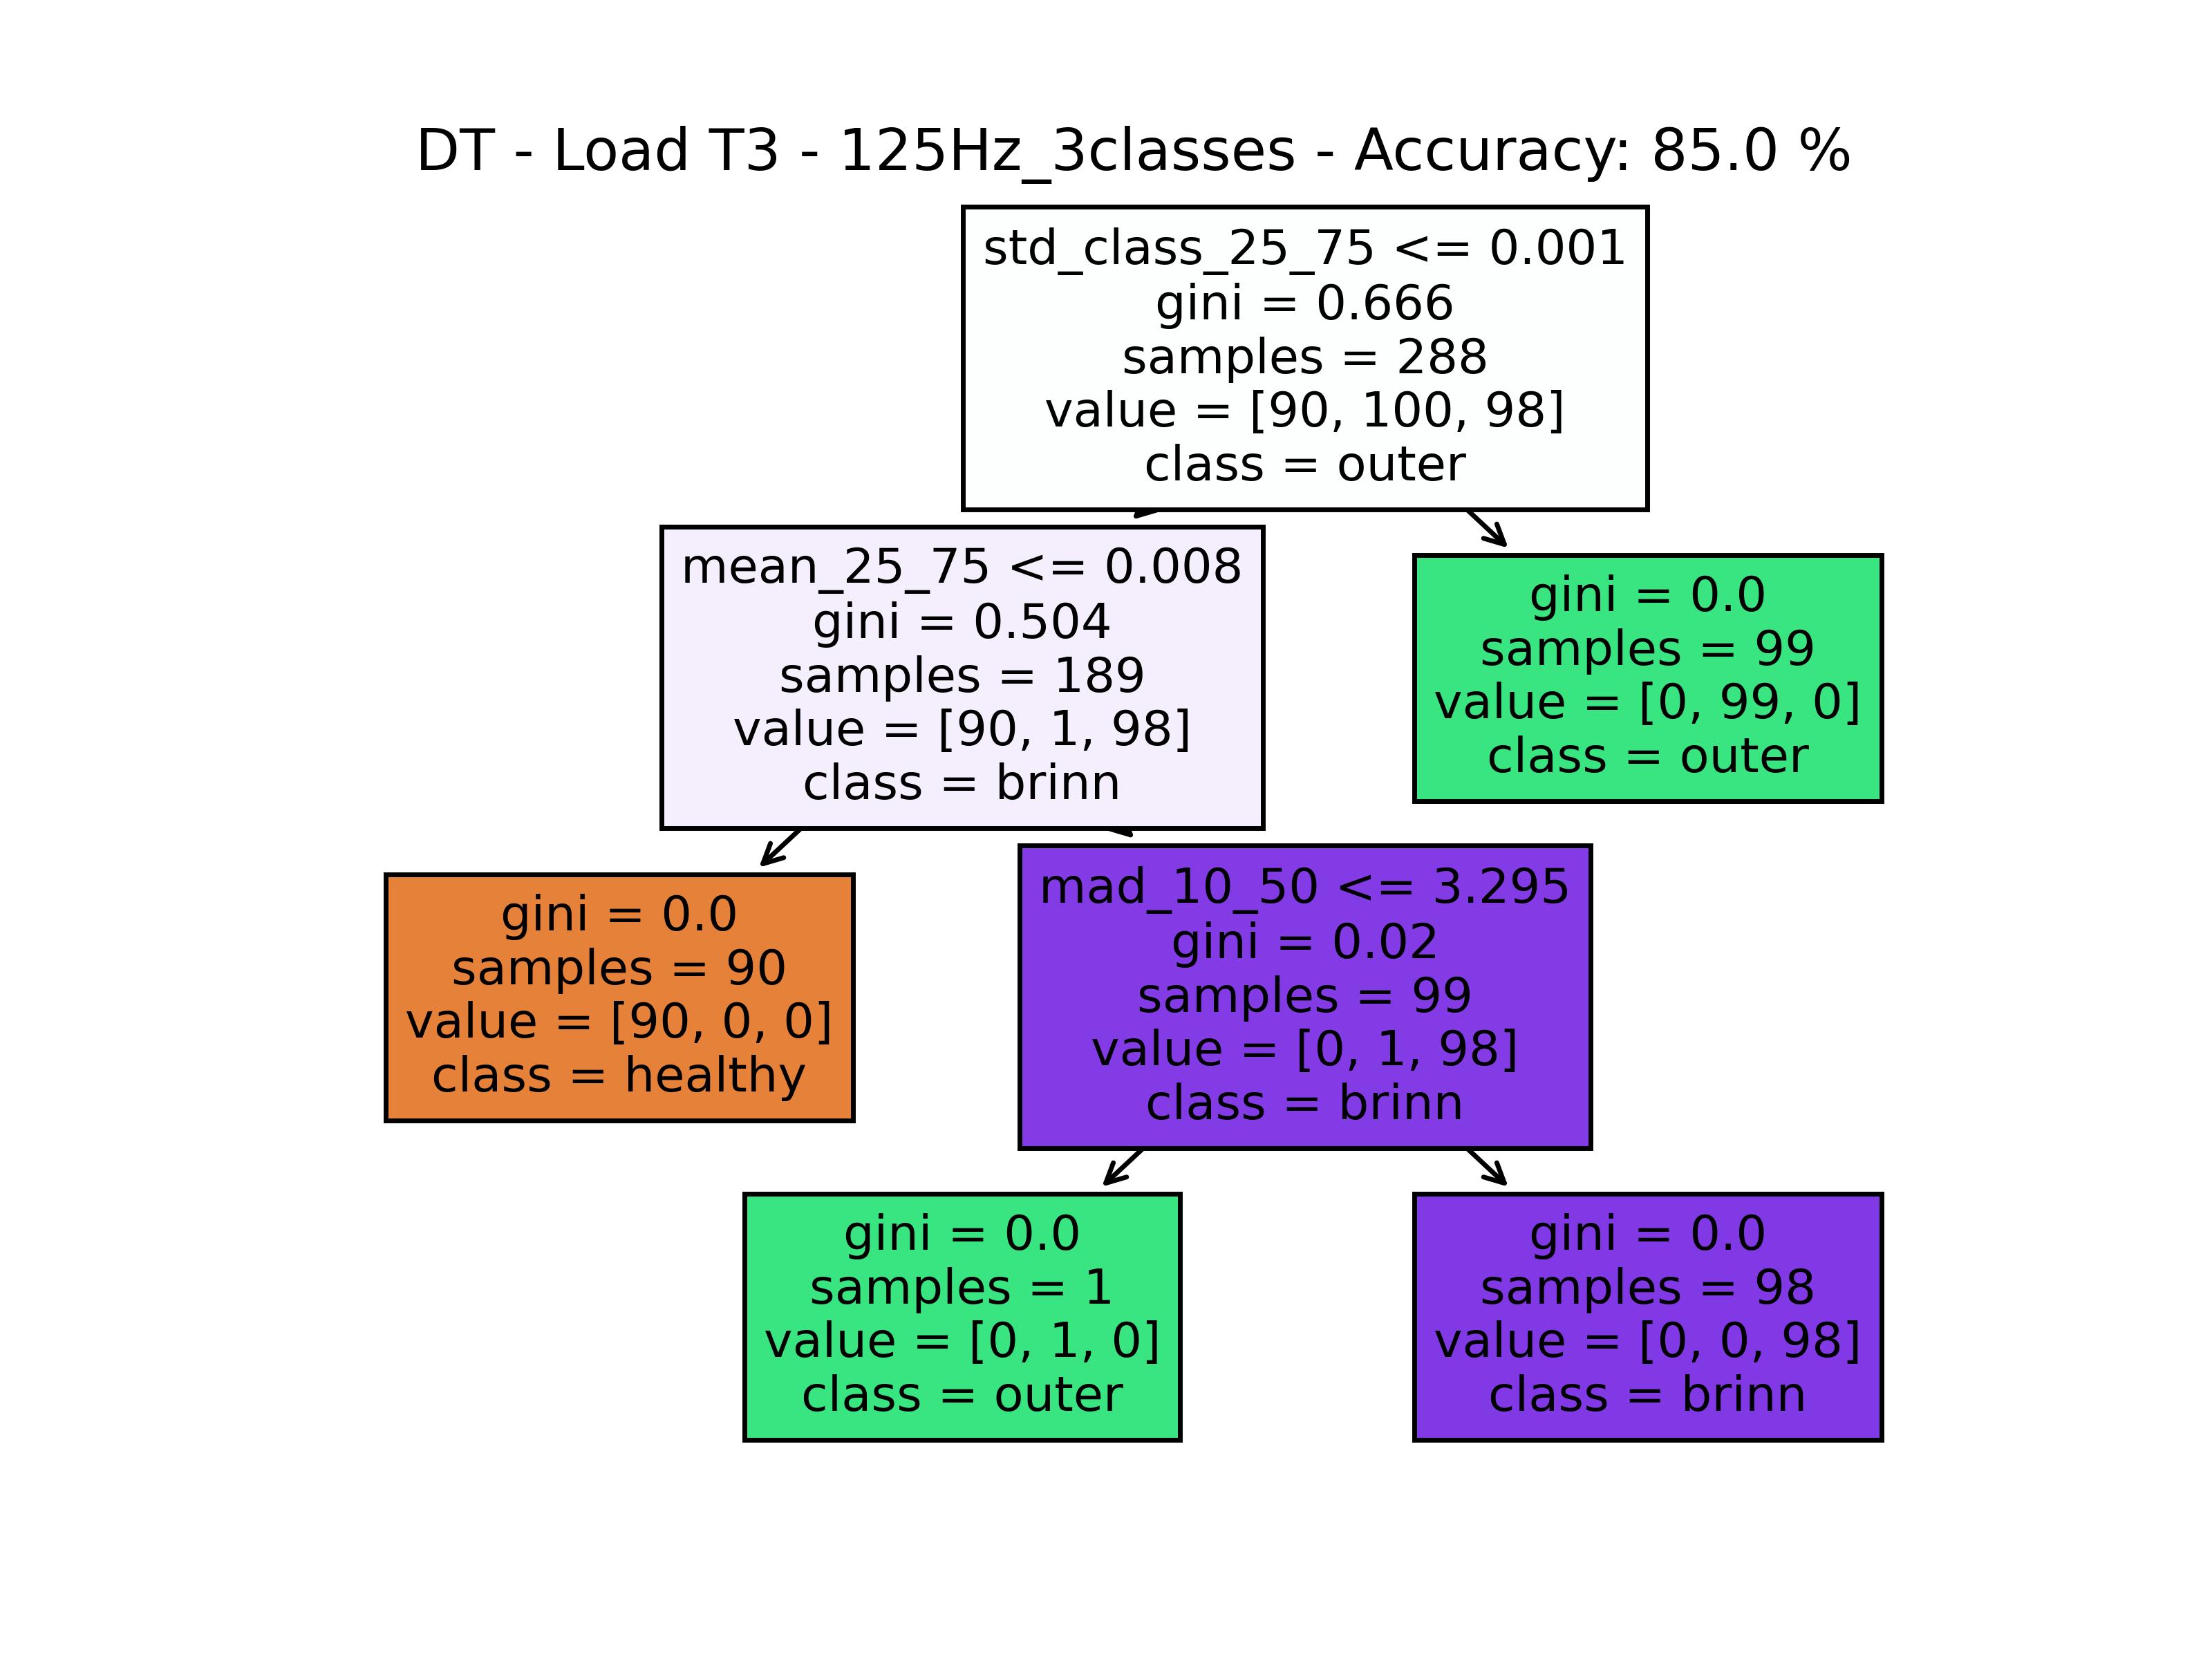 DT - Load T3 - 125Hz_3classes - Accuracy: 85.0 %
std_class_25_75 <= 0.001
gini = 0.666
samples = 288
value = [90, 100, 98]
class = outer
mean_25_75 <= 0.008
gini = 0.504
samples = 189
value = [90, 1, 98]
class = brinn
gini = 0.0
samples = 99
value = [0, 99, 0]
class = outer
gini = 0.0
samples = 90
value = [90, 0, 0]
class = healthy
mad_10_50 <= 3.295
gini = 0.02
samples = 99
value = [0, 1, 98]
class = brinn
gini = 0.0
samples = 1
value = [0, 1, 0]
class = outer
gini = 0.0
samples = 98
value = [0, 0, 98]
class = brinn